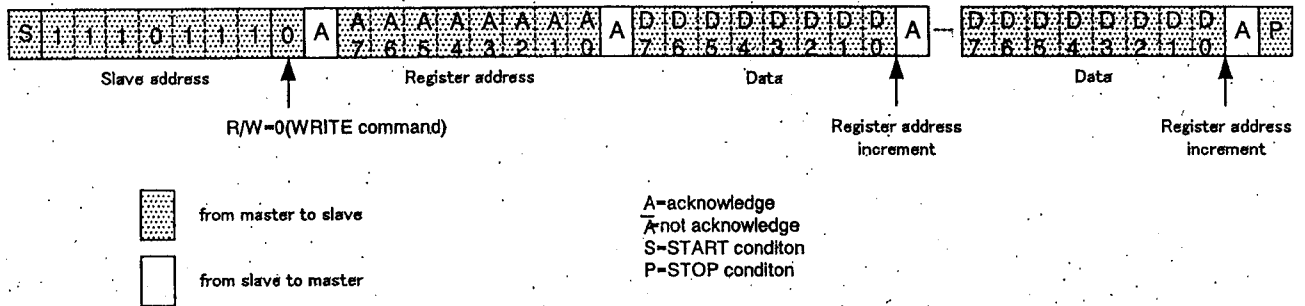 S 1 1 1 0 1 1 1 0 A A7 A6 A5 A4 A3 A2 A1 A0 A D7 D6 D5 D4 D3 D2 D1 D0 A D7 D6 D5 D4 D3 D2 D1 D0 A P
Slave address Register address Data Data
R/W=0(WRITE command)
Register address
increment
Register address
increment
from master to slave
from slave to master
A=acknowledge
A̅=not acknowledge
S=START conditon
P=STOP conditon